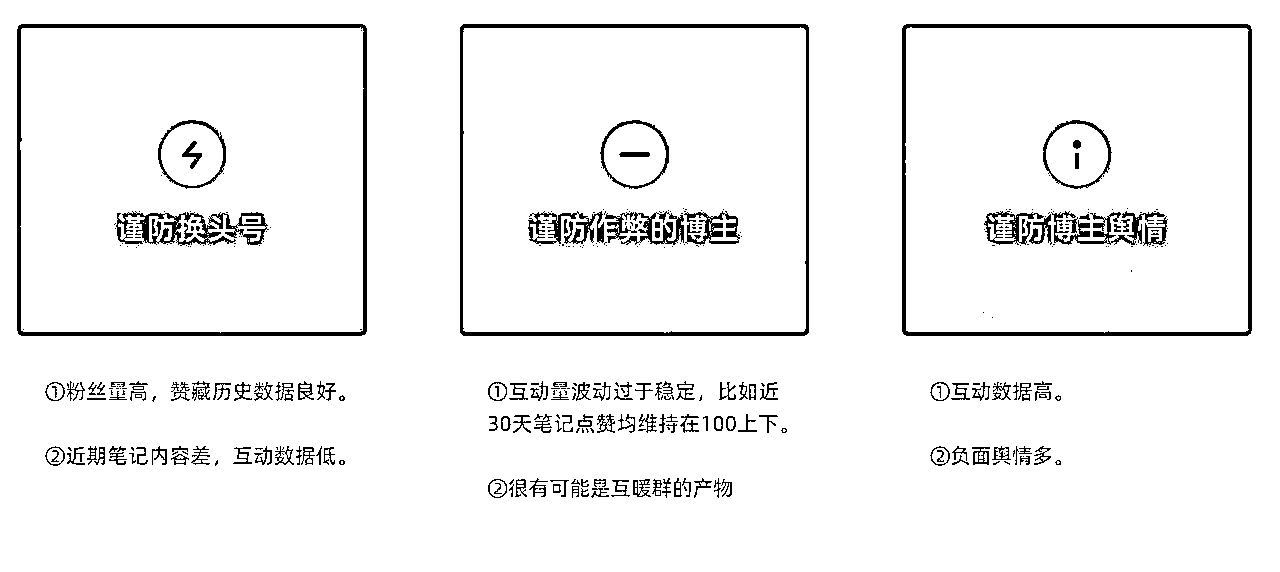 谨防换头号
①粉丝量高，赞藏历史数据良好。
②近期笔记内容差，互动数据低。
谨防作弊的博主
①互动量波动过于稳定，比如近
30天笔记点赞均维持在100上下。
②很有可能是互暖群的产物
谨防博主舆情
①互动数据高。
②负面舆情多。